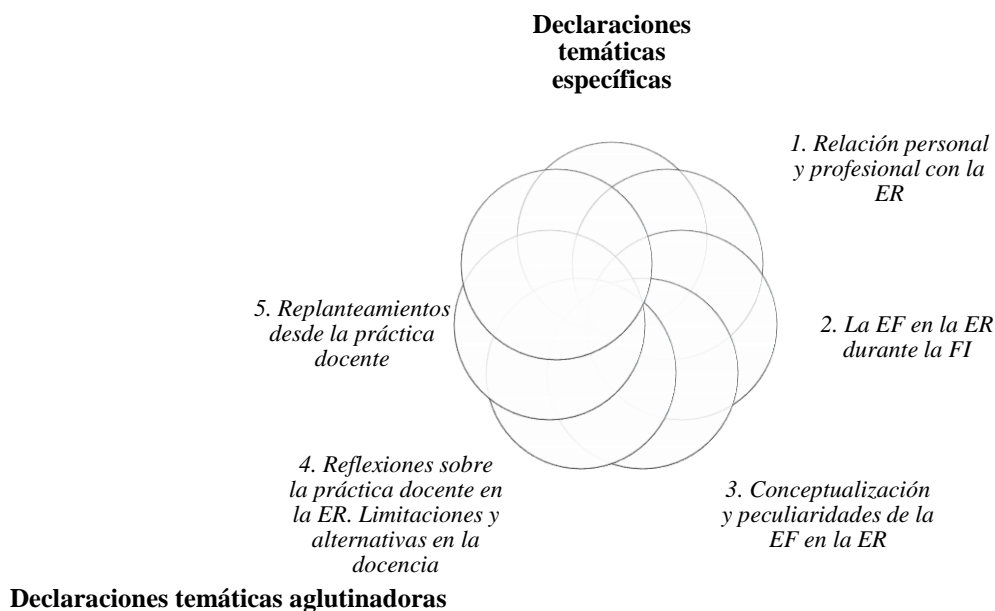 Declaraciones
temáticas
específicas
1. Relación personal
y profesional con la
ER
2. La EF en la ER
durante la FI
3. Conceptualización
y peculiaridades de la
EF en la ER
4. Reflexiones sobre
la práctica docente en
la ER. Limitaciones y
alternativas en la
docencia
5. Replanteamientos
desde la práctica
docente
Declaraciones temáticas aglutinadoras